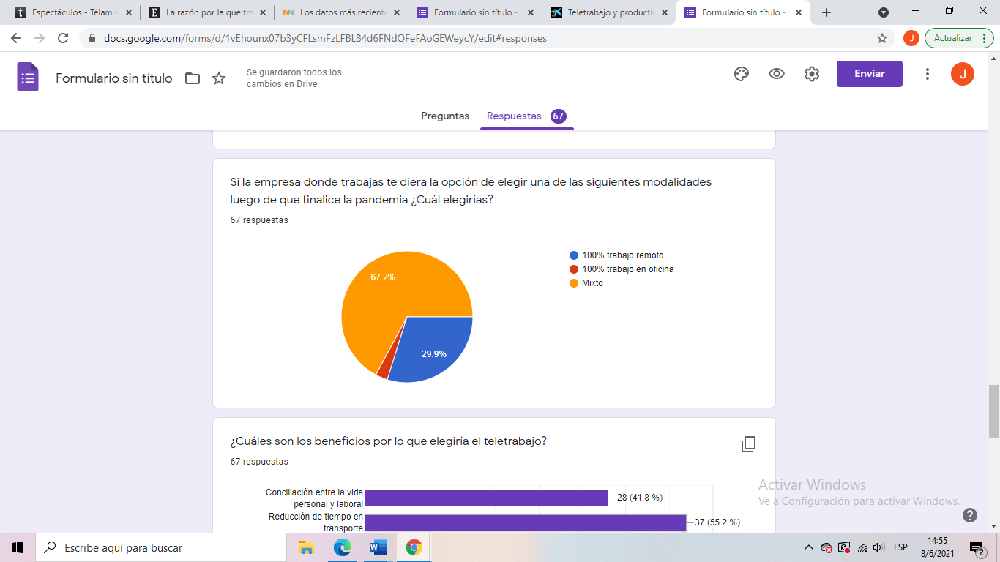 Espectáculos - Télam -
La razón por la que tra
Los datos más reciente
Formulario sin título -
Teletrabajo y productiv
Formulario sin título -
docs.google.com/forms/d/1vEhounx07b3yCFLsmFzLFBL84d6FNdOFeFAoGEWeycY/edit#responses
J
Actualizar
Formulario sin título
Se guardaron todos los
cambios en Drive
Enviar
J
Preguntas
Respuestas 67
Si la empresa donde trabajas te diera la opción de elegir una de las siguientes modalidades
luego de que finalice la pandemia ¿Cuál elegirías?
67 respuestas
67.2%
29.9%
100% trabajo remoto
100% trabajo en oficina
Mixto
¿Cuáles son los beneficios por lo que elegiría el teletrabajo?
67 respuestas
Conciliación entre la vida
personal y laboral
28 (41.8 %)
Reducción de tiempo en
transporte
37 (55.2 %)
Activar Windows
Ve a Configuración para activar Windows.
Escribe aquí para buscar
ESP
14:55
8/6/2021
2